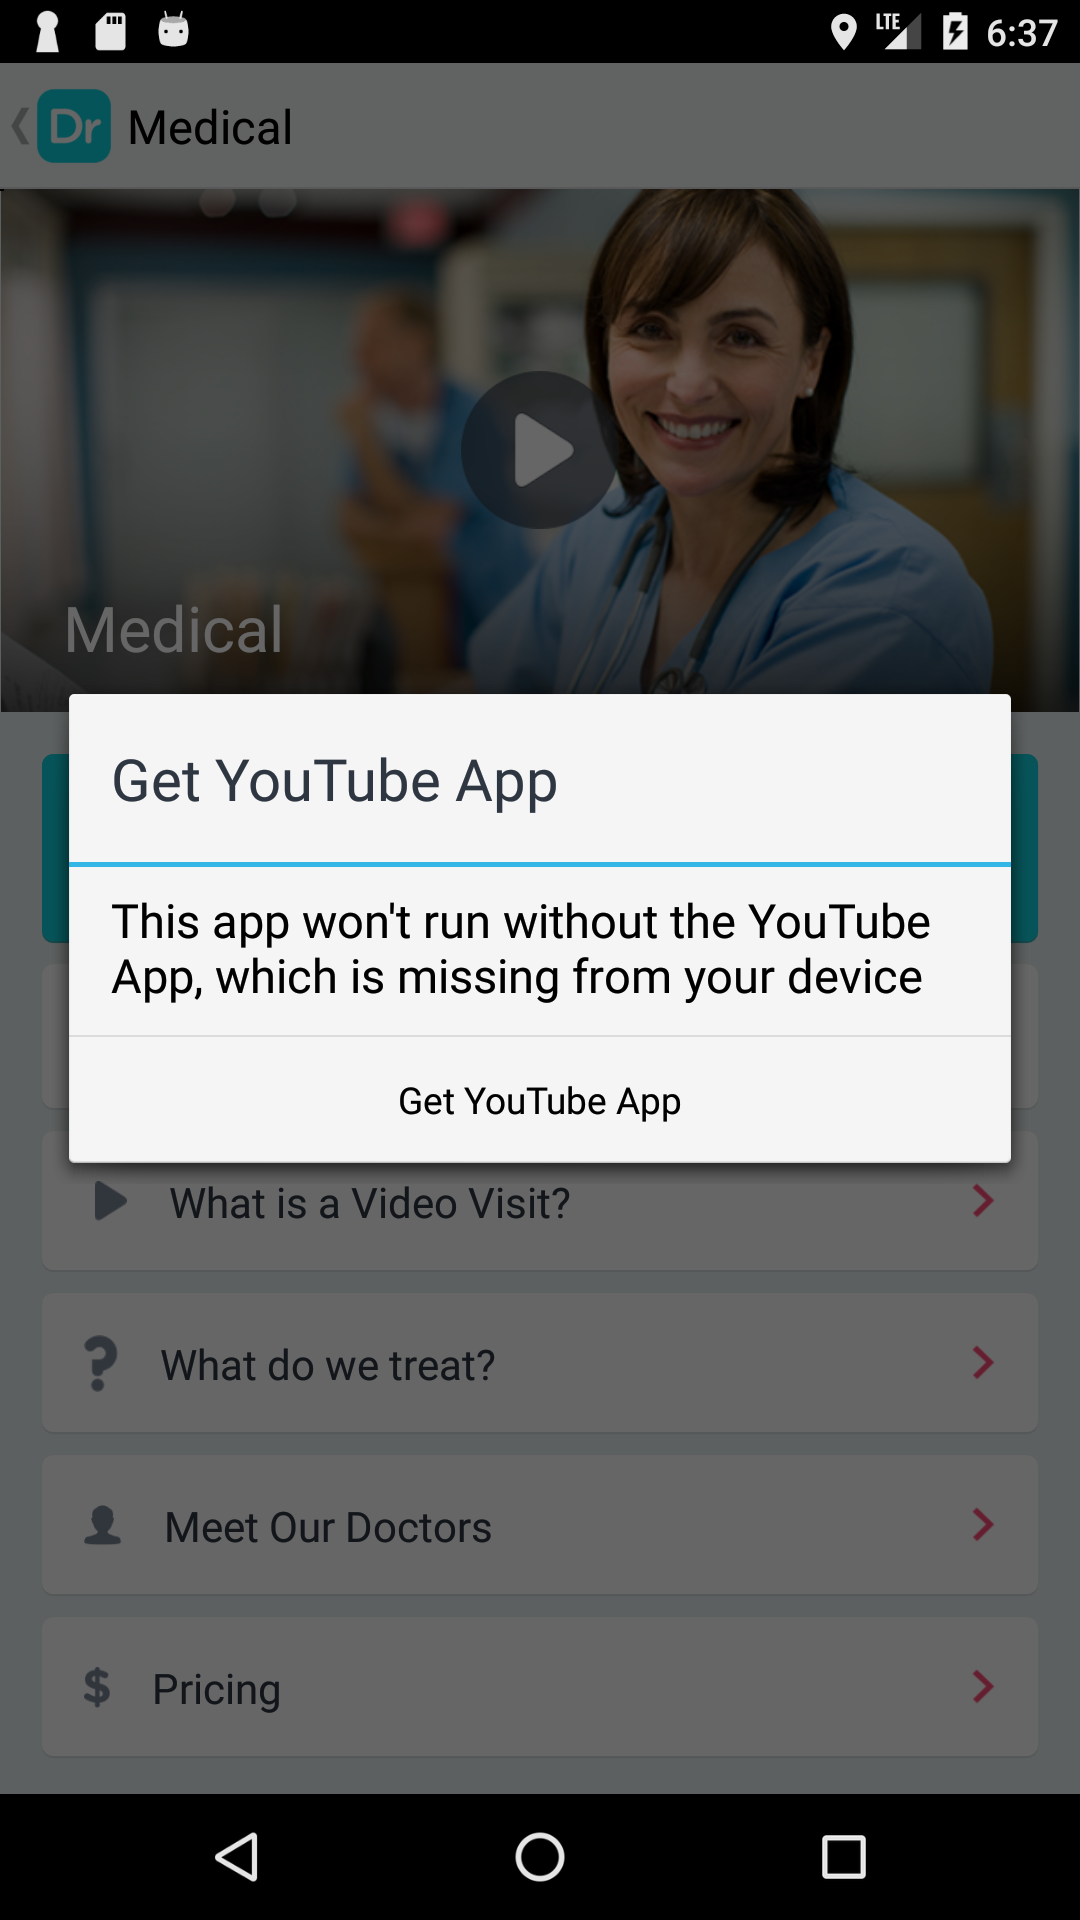 LTE 6:37
Dr Medical
Medical
Get YouTube App
This app won't run without the YouTube
App, which is missing from your device
Get YouTube App
What is a Video Visit?
What do we treat?
Meet Our Doctors
$ Pricing